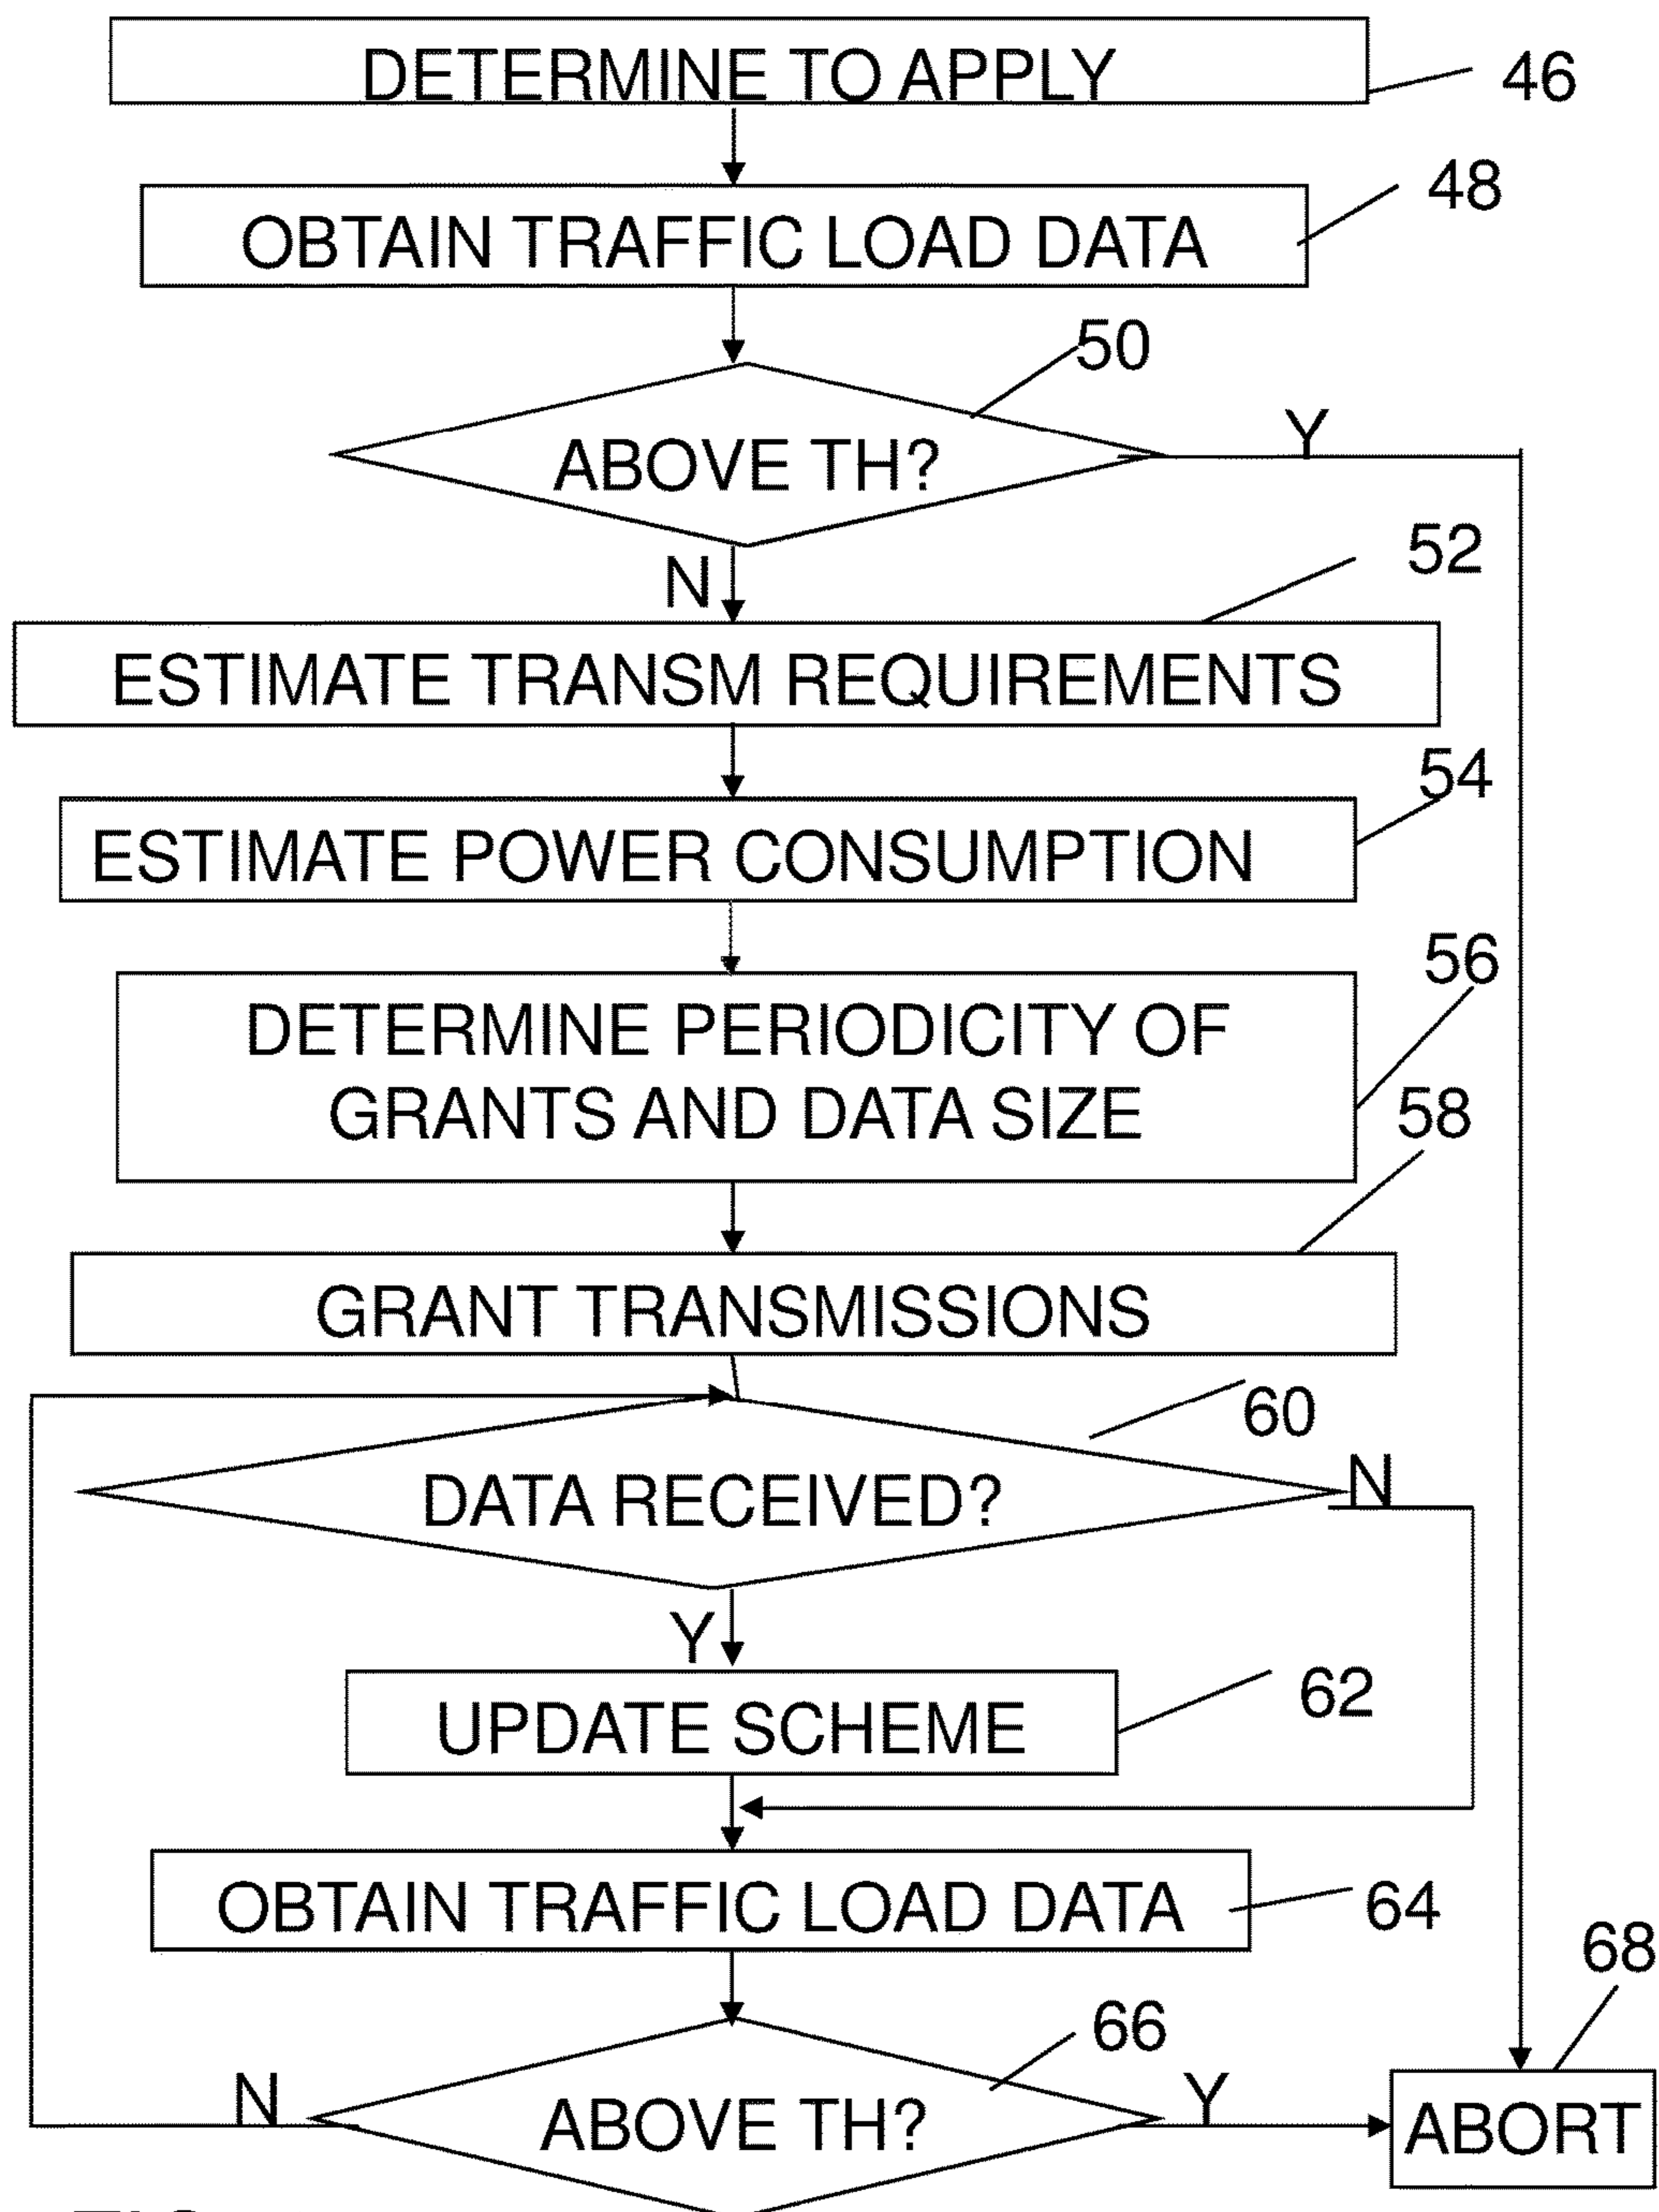 DETERMINE TO APPLY
46
OBTAIN TRAFFIC LOAD DATA
48
50
ABOVE TH?
Y
N
52
ESTIMATE TRANSM REQUIREMENTS
54
ESTIMATE POWER CONSUMPTION
56
DETERMINE PERIODICITY OF
GRANTS AND DATA SIZE
58
GRANT TRANSMISSIONS
60
DATA RECEIVED?
N
Y
UPDATE SCHEME
62
OBTAIN TRAFFIC LOAD DATA
64
68
66
ABOVE TH?
N
Y
ABORT